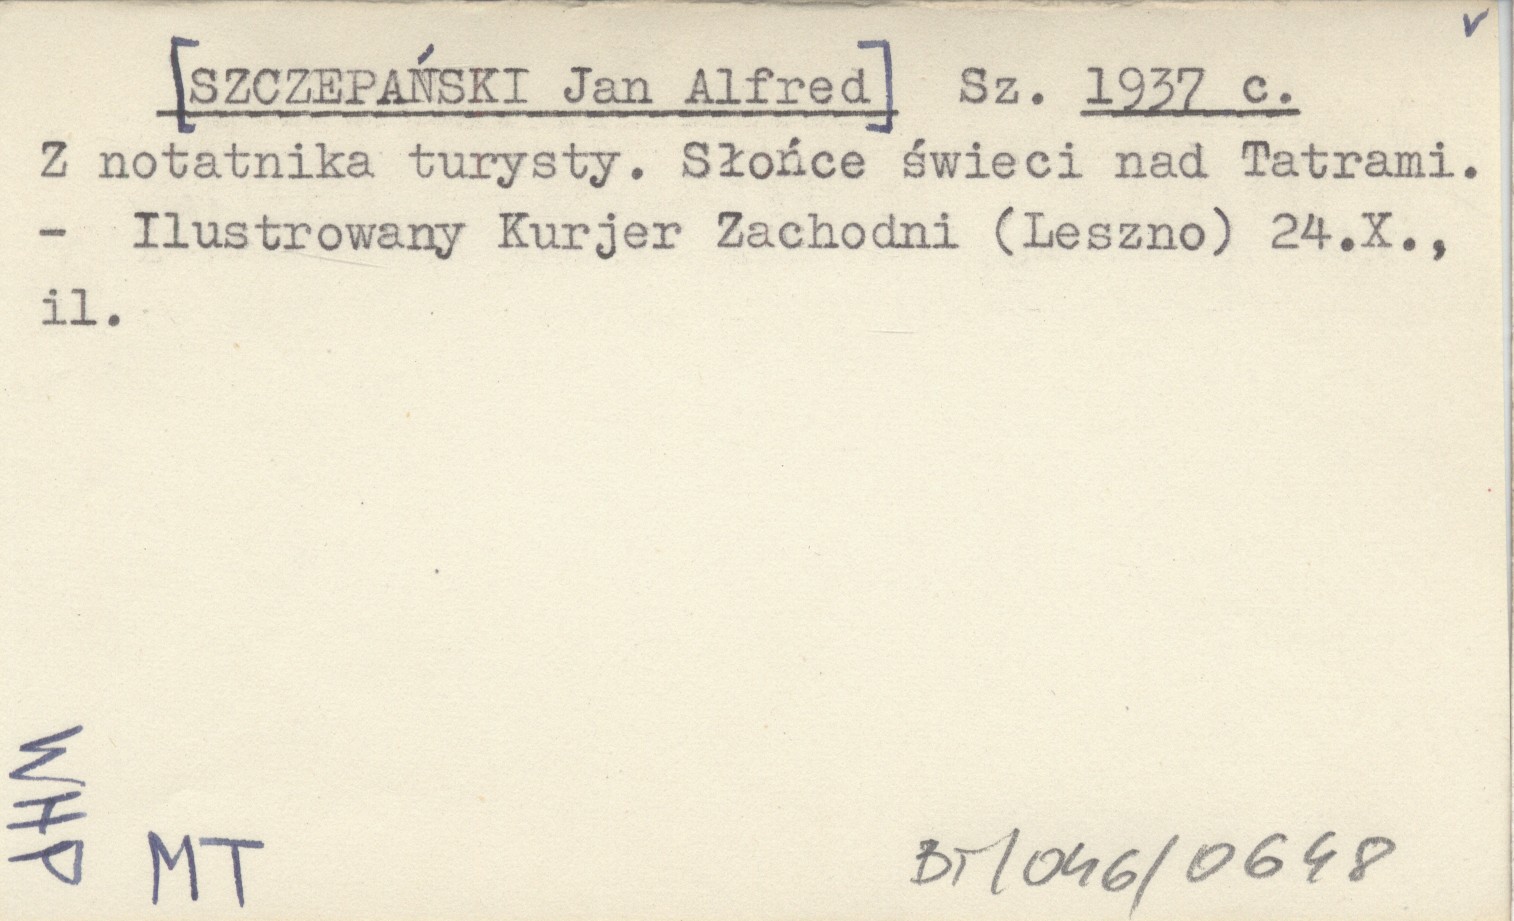 [SZCZEPAŃSKI Jan Alfred] Sz. 1937 c.
Z notatnika turysty. Słońce świeci nad Tatrami.
- Ilustrowany Kurjer Zachodni (Leszno) 24.X.,
il.
WHP
MT
BT/046/0648